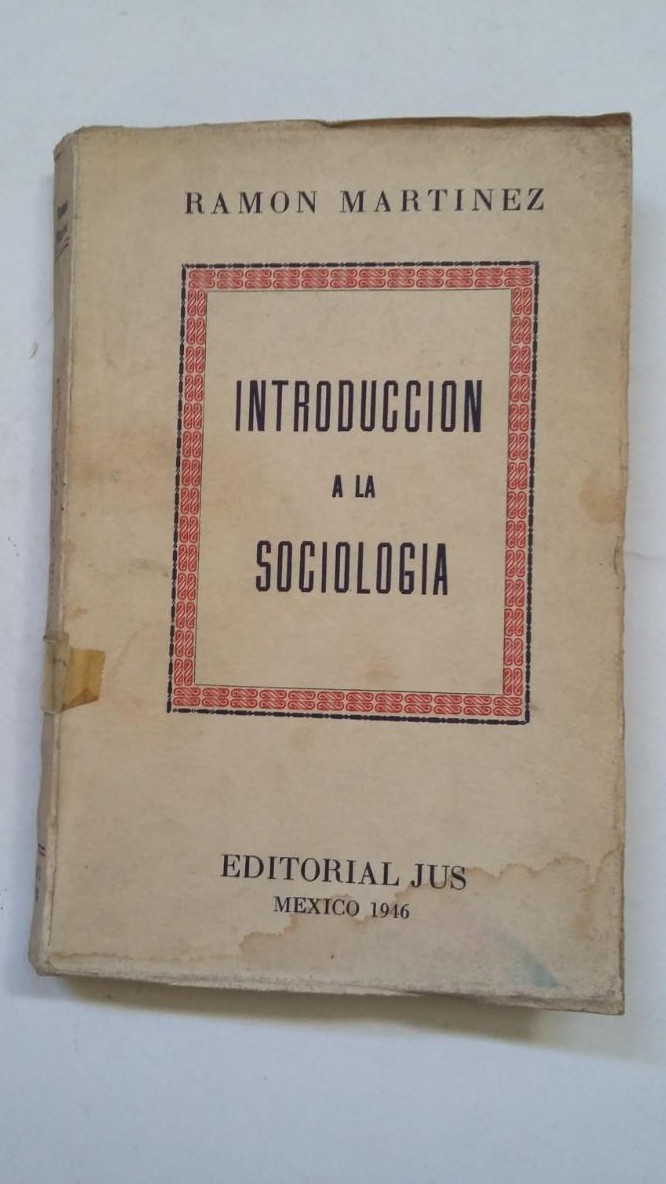 RAMON MARTINEZ
INTRODUCCION
A LA
SOCIOLOGIA
EDITORIAL JUS
MEXICO 1946